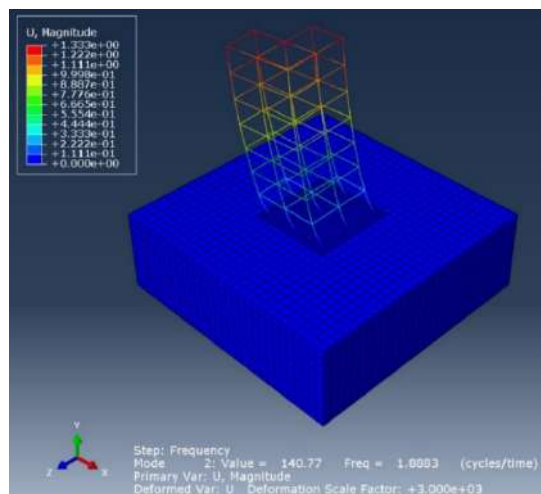 U, Magnitude
+1.333e+00
+1.222e+00
+1.111e+00
+9.998e-01
+8.887e-01
+7.776e-01
+6.665e-01
+5.554e-01
+4.444e-01
+3.333e-01
+2.222e-01
+1.111e-01
+0.000e+00
Y
Z X
Step: Frequency
Mode 2: Value = 140.77 Freq = 1.8883 (cycles/time)
Primary Var: U, Magnitude
Deformed Var: U Deformation Scale Factor: +3.000e+03